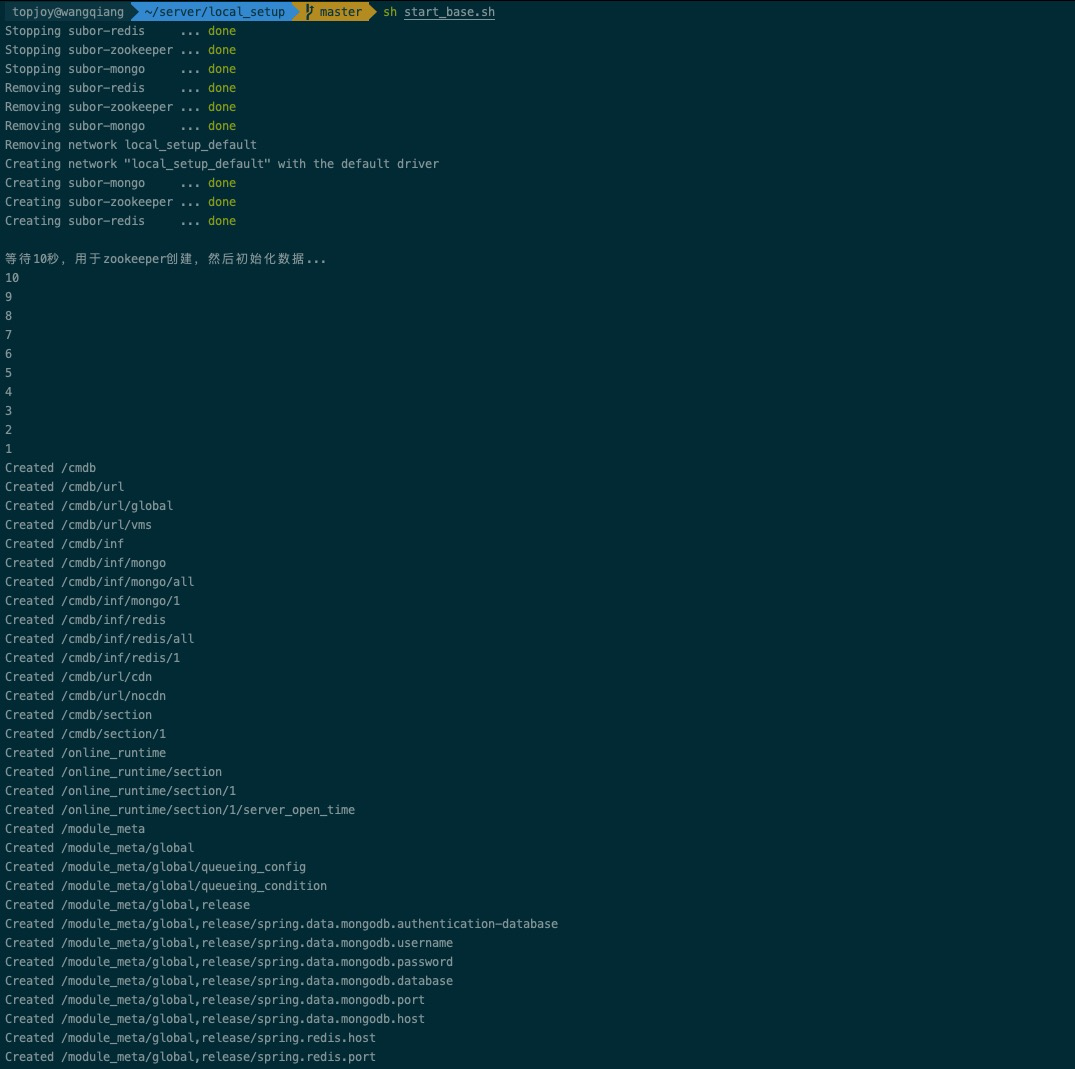 topjoy@wangqiang ~/server/local_setup master sh start_base.sh
Stopping subor-redis     ... done
Stopping subor-zookeeper ... done
Stopping subor-mongo     ... done
Removing subor-redis     ... done
Removing subor-zookeeper ... done
Removing subor-mongo     ... done
Removing network local_setup_default
Creating network "local_setup_default" with the default driver
Creating subor-mongo     ... done
Creating subor-zookeeper ... done
Creating subor-redis     ... done
等待10秒，用于zookeeper创建，然后初始化数据...
10
9
8
7
6
5
4
3
2
1
Created /cmdb
Created /cmdb/url
Created /cmdb/url/global
Created /cmdb/url/vms
Created /cmdb/inf
Created /cmdb/inf/mongo
Created /cmdb/inf/mongo/all
Created /cmdb/inf/mongo/1
Created /cmdb/inf/redis
Created /cmdb/inf/redis/all
Created /cmdb/inf/redis/1
Created /cmdb/url/cdn
Created /cmdb/url/nocdn
Created /cmdb/section
Created /cmdb/section/1
Created /online_runtime
Created /online_runtime/section
Created /online_runtime/section/1
Created /online_runtime/section/1/server_open_time
Created /module_meta
Created /module_meta/global
Created /module_meta/global/queueing_config
Created /module_meta/global/queueing_condition
Created /module_meta/global,release
Created /module_meta/global,release/spring.data.mongodb.authentication-database
Created /module_meta/global,release/spring.data.mongodb.username
Created /module_meta/global,release/spring.data.mongodb.password
Created /module_meta/global,release/spring.data.mongodb.database
Created /module_meta/global,release/spring.data.mongodb.port
Created /module_meta/global,release/spring.data.mongodb.host
Created /module_meta/global,release/spring.redis.host
Created /module_meta/global,release/spring.redis.port